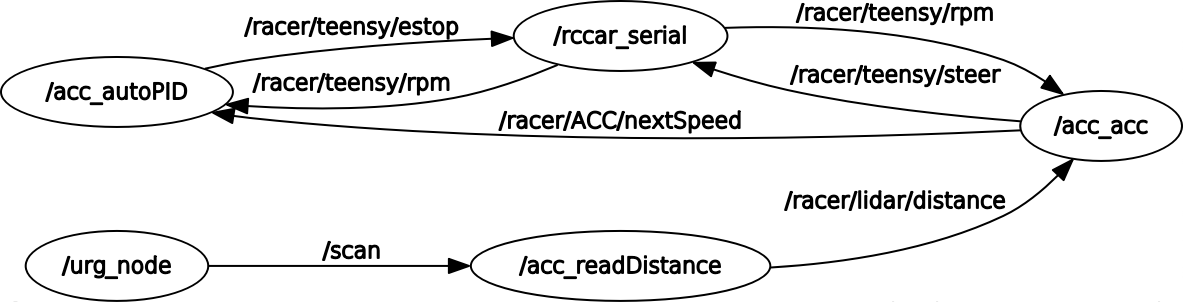 /racer/teensy/rpm
/racer/teensy/estop
/rccar_serial
/racer/teensy/steer
/racer/teensy/rpm
/acc_autoPID
/racer/ACC/nextSpeed
/acc_acc
/racer/lidar/distance
/scan
/urg_node
/acc_readDistance